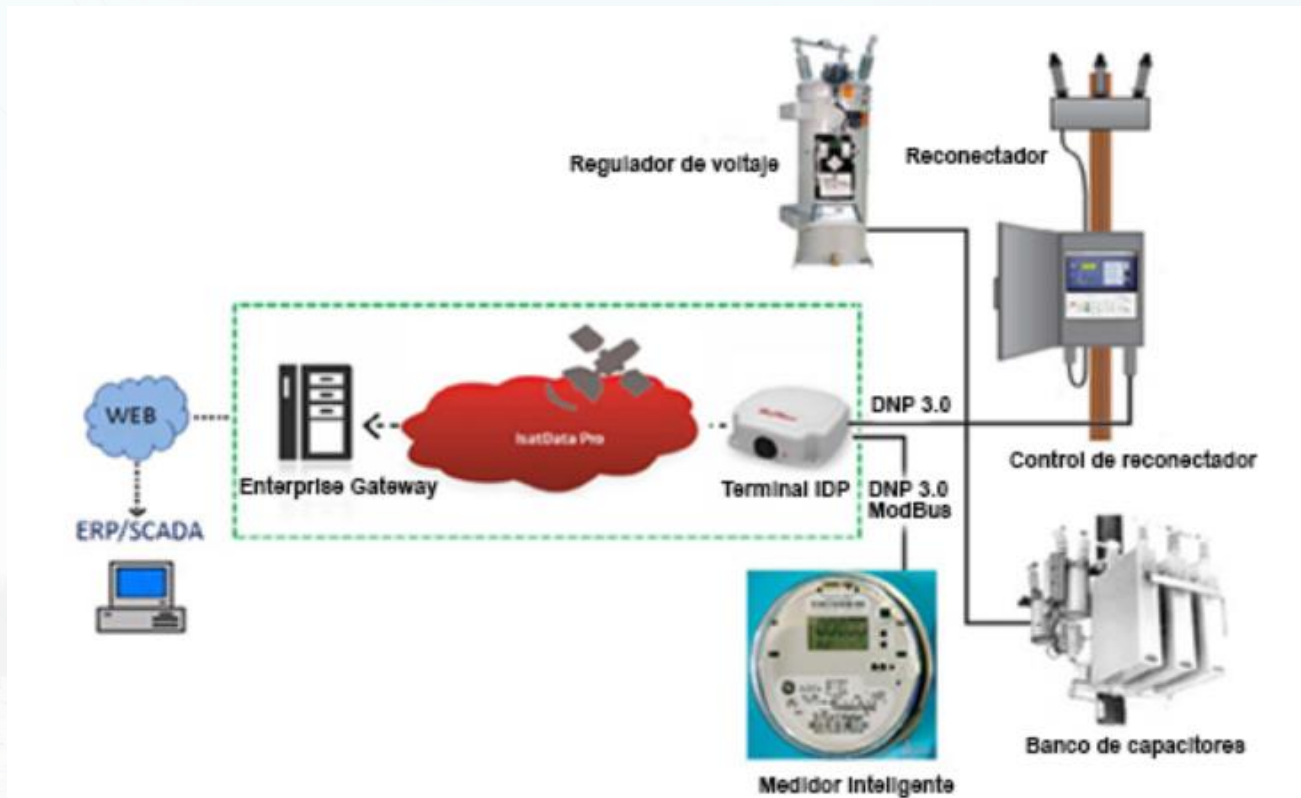 Regulador de voltaje
Reconectador
WEB
ERP/SCADA
Enterprise Gateway
IsatData Pro
Terminal IDP
DNP 3.0
DNP 3.0
ModBus
Control de reconectador
Medidor Inteligente
Banco de capacitores